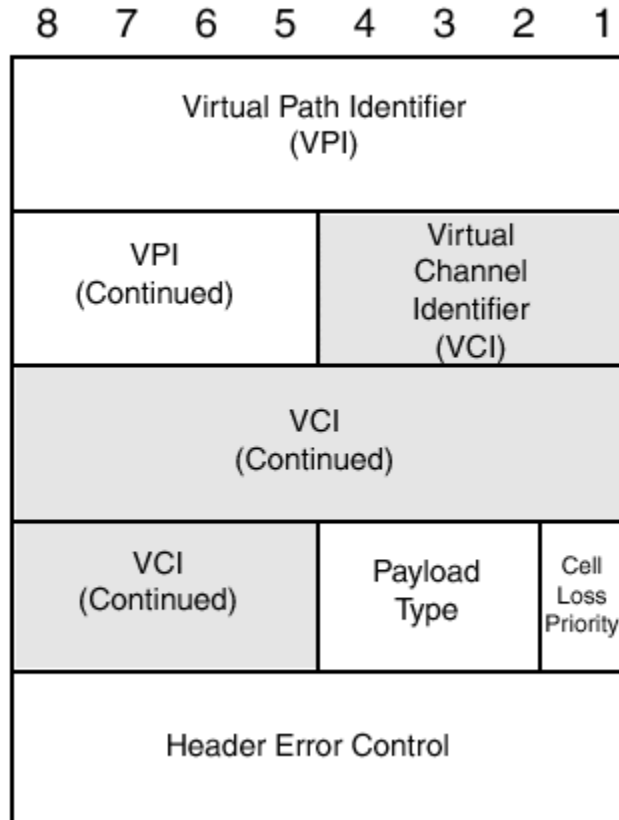 8 7 6 5 4 3 2 1
Virtual Path Identifier
(VPI)
VPI
(Continued)
Virtual
Channel
Identifier
(VCI)
VCI
(Continued)
VCI
(Continued)
Payload
Type
Cell
Loss
Priority
Header Error Control